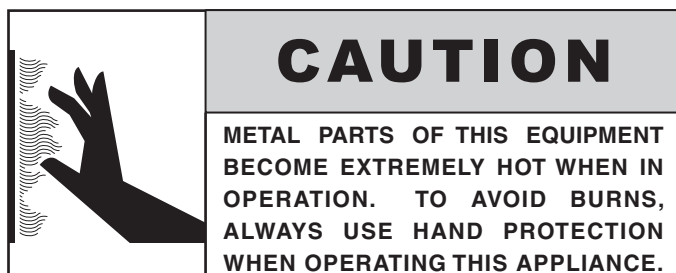 CAUTION
METAL PARTS OF THIS EQUIPMENT
BECOME EXTREMELY HOT WHEN IN
OPERATION. TO AVOID BURNS,
ALWAYS USE HAND PROTECTION
WHEN OPERATING THIS APPLIANCE.